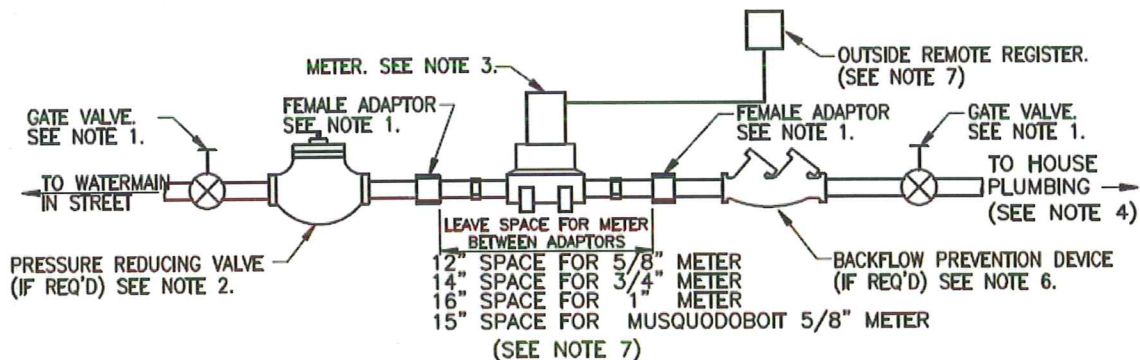 OUTSIDE REMOTE REGISTER.
(SEE NOTE 7)
METER. SEE NOTE 3.
FEMALE ADAPTOR
SEE NOTE 1.
FEMALE ADAPTOR
SEE NOTE 1.
GATE VALVE.
SEE NOTE 1.
GATE VALVE.
SEE NOTE 1.
TO WATERMAIN
IN STREET
TO HOUSE
PLUMBING
(SEE NOTE 4)
LEAVE SPACE FOR METER
BETWEEN ADAPTORS
12" SPACE FOR 5/8" METER
14" SPACE FOR 3/4" METER
16" SPACE FOR 1" METER
15" SPACE FOR MUSQUODOBOIT 5/8" METER
(SEE NOTE 7)
PRESSURE REDUCING VALVE
(IF REQ'D) SEE NOTE 2.
BACKFLOW PREVENTION DEVICE
(IF REQ'D) SEE NOTE 6.